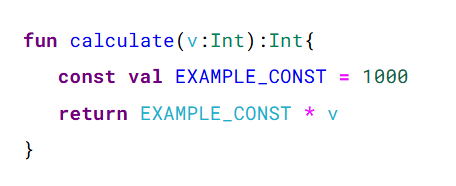 fun calculate(v:Int):Int{
   const val EXAMPLE_CONST = 1000
   return EXAMPLE_CONST * v
}